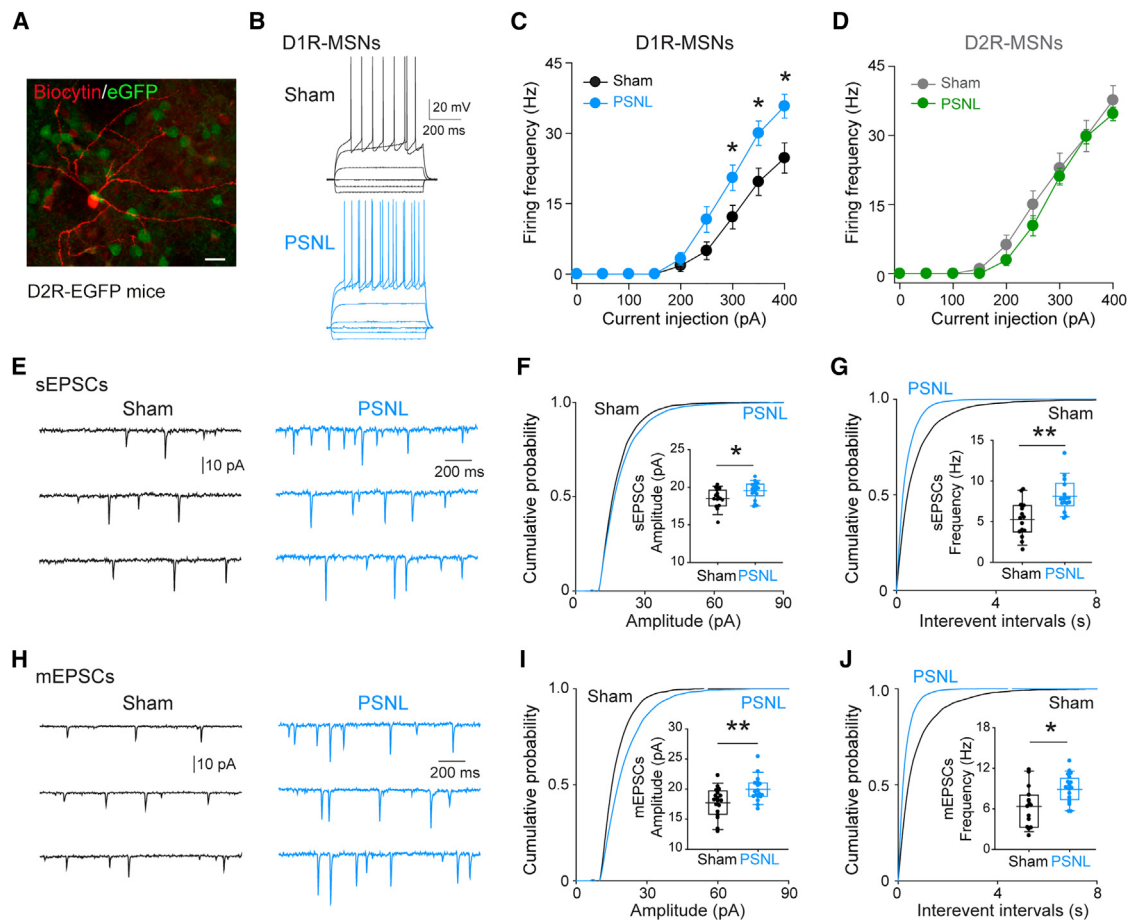 A
Biocytin/eGFP
D2R-EGFP mice
B
D1R-MSNs
Sham
20 mV
200 ms
PSNL
C
D1R-MSNs
Sham
PSNL
Firing frequency (Hz)
45
30
15
0
*
*
*
0 100 200 300 400
Current injection (pA)
D
D2R-MSNs
Sham
PSNL
Firing frequency (Hz)
45
30
15
0
0 100 200 300 400
Current injection (pA)
E
sEPSCs
Sham
PSNL
10 pA
200 ms
F
Sham
PSNL
Cumulative probability
1.0
0.5
0
0 30 60 90
Amplitude (pA)
sEPSCs
Amplitude (pA)
25
20
15
10
*
Sham PSNL
G
PSNL
Sham
Cumulative probability
1.0
0.5
0
0 4 8
Interevent intervals (s)
sEPSCs
Frequency (Hz)
15
10
5
0
**
Sham PSNL
H
mEPSCs
Sham
PSNL
10 pA
200 ms
I
Sham
PSNL
Cumulative probability
1.0
0.5
0
0 30 60 90
Amplitude (pA)
mEPSCs
Amplitude (pA)
30
25
20
15
10
**
Sham PSNL
J
PSNL
Sham
Cumulative probability
1.0
0.5
0
0 4 8
Interevent intervals (s)
mEPSCs
Frequency (Hz)
18
12
6
0
*
Sham PSNL